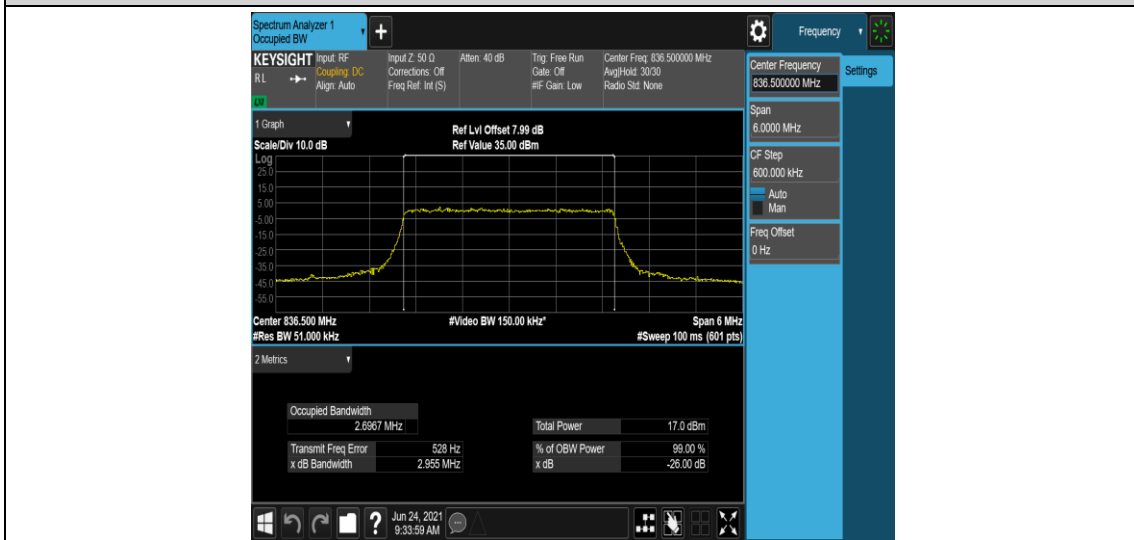 Spectrum Analyzer 1
Occupied BW
+
Frequency
KEYSIGHT
RL
Input: RF
Coupling: DC
Align: Auto
Input Z: 50 Ω
Corrections: Off
Freq Ref: Int (S)
Atten: 40 dB
Trig: Free Run
Gate: Off
#IF Gain: Low
Center Freq: 836.500000 MHz
Avg|Hold: 30/30
Radio Std: None
Center Frequency
836.500000 MHz
Settings
Span
6.0000 MHz
CF Step
600.000 kHz
Auto
Man
Freq Offset
0 Hz
1 Graph
Scale/Div 10.0 dB
Ref Lvl Offset 7.99 dB
Ref Value 35.00 dBm
Log
25.0
15.0
5.00
-5.00
-15.0
-25.0
-35.0
-45.0
-55.0
Center 836.500 MHz
#Video BW 150.00 kHz*
Span 6 MHz
#Res BW 51.000 kHz
#Sweep 100 ms (601 pts)
2 Metrics
Occupied Bandwidth
2.6967 MHz
Total Power 17.0 dBm
Transmit Freq Error 528 Hz
% of OBW Power 99.00 %
x dB Bandwidth 2.955 MHz
x dB -26.00 dB
?
Jun 24, 2021
9:33:59 AM